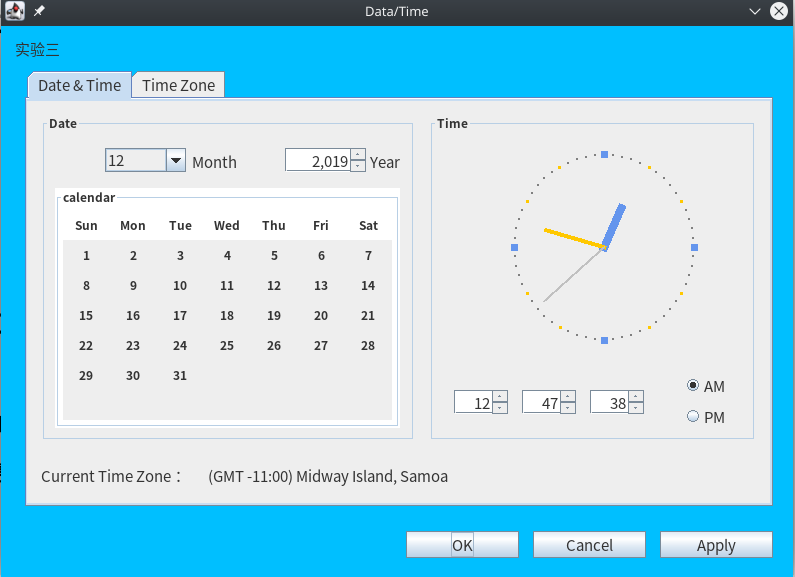 Data/Time
实验三
Date & Time Time Zone
Date
12 Month 2,019 Year
calendar
Sun Mon Tue Wed Thu Fri Sat
1 2 3 4 5 6 7
8 9 10 11 12 13 14
15 16 17 18 19 20 21
22 23 24 25 26 27 28
29 30 31
Time
12 47 38
AM
PM
Current Time Zone： (GMT -11:00) Midway Island, Samoa
OK Cancel Apply